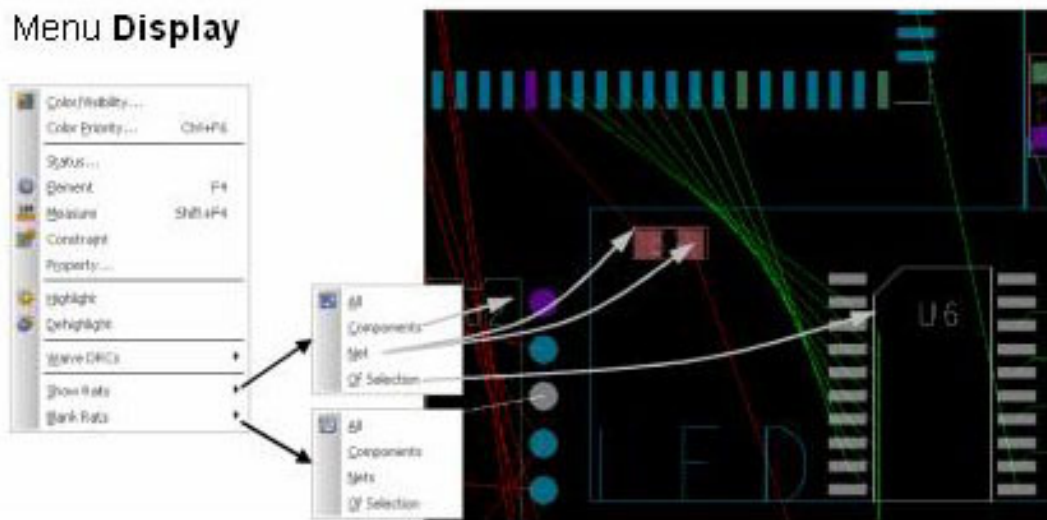 Menu Display
Color/Visibility...
Color Priority... Ctrl+F6
Status...
Element F4
Measure Shift+F4
Constraint
Property...
Highlight
Dehighlight
Waive DRCs
Show Rats
Blank Rats
All
Components
Net
Of Selection
All
Components
Nets
Of Selection
U6
LED